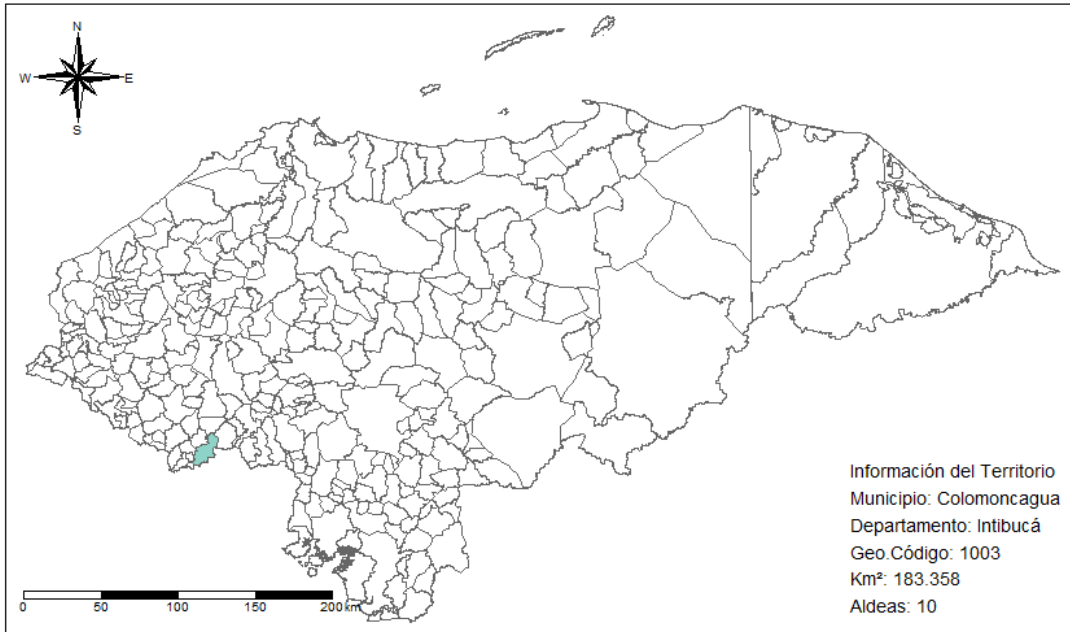 N
W E
S
Información del Territorio
Municipio: Colomoncagua
Departamento: Intibucá
Geo.Código: 1003
Km²: 183.358
Aldeas: 10
0 50 100 150 200 km